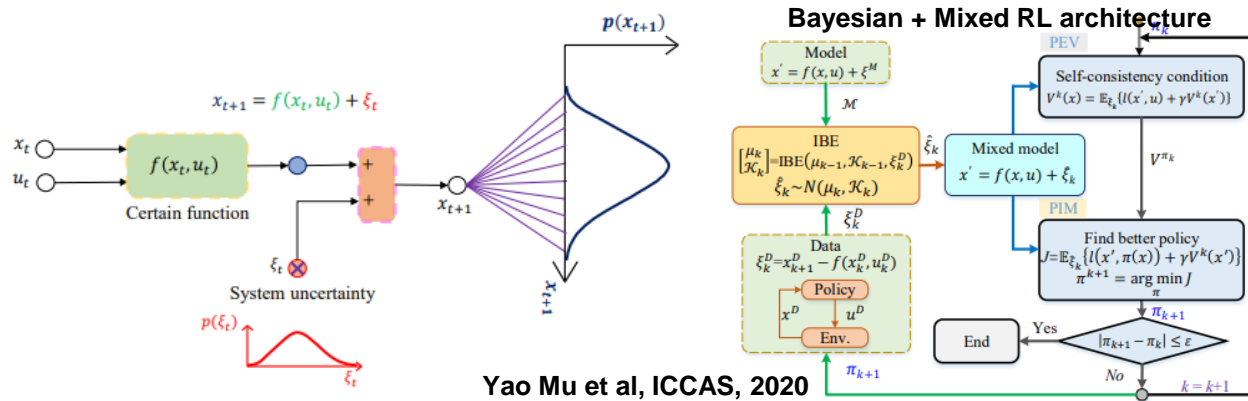 p(x_{t+1})
x_{t+1} = f(x_t, u_t) + ξ_t
x_t
u_t
f(x_t, u_t)
Certain function
+
+
x_{t+1}
ξ_t
System uncertainty
p(ξ_t)
ξ_t
x_{t+1}
Bayesian + Mixed RL architecture
Model
x' = f(x, u) + ξ^M
ℳ
IBE
[μ_k 𝒦_k]=IBE(μ_{k-1}, 𝒦_{k-1}, ξ_k^D)
ξ̂_k~N(μ_k, 𝒦_k)
ξ̂_k
ξ_k^D
Data
ξ_k^D=x_{k+1}^D − f(x_k^D, u_k^D)
Policy
x^D
u^D
Env.
π_{k+1}
Mixed model
x' = f(x, u) + ξ̂_k
π_k
PEV
Self-consistency condition
V^k(x) = 𝔼_{ξ̂_k}{l(x', u) + γV^k(x')}
V^{π_k}
PIM
Find better policy
J=𝔼_{ξ̂_k}{l(x', π(x)) + γV^k(x')}
π^{k+1} = arg min J
π
π_{k+1}
|π_{k+1} − π_k| ≤ ε
Yes
End
No
k = k+1
Yao Mu et al, ICCAS, 2020